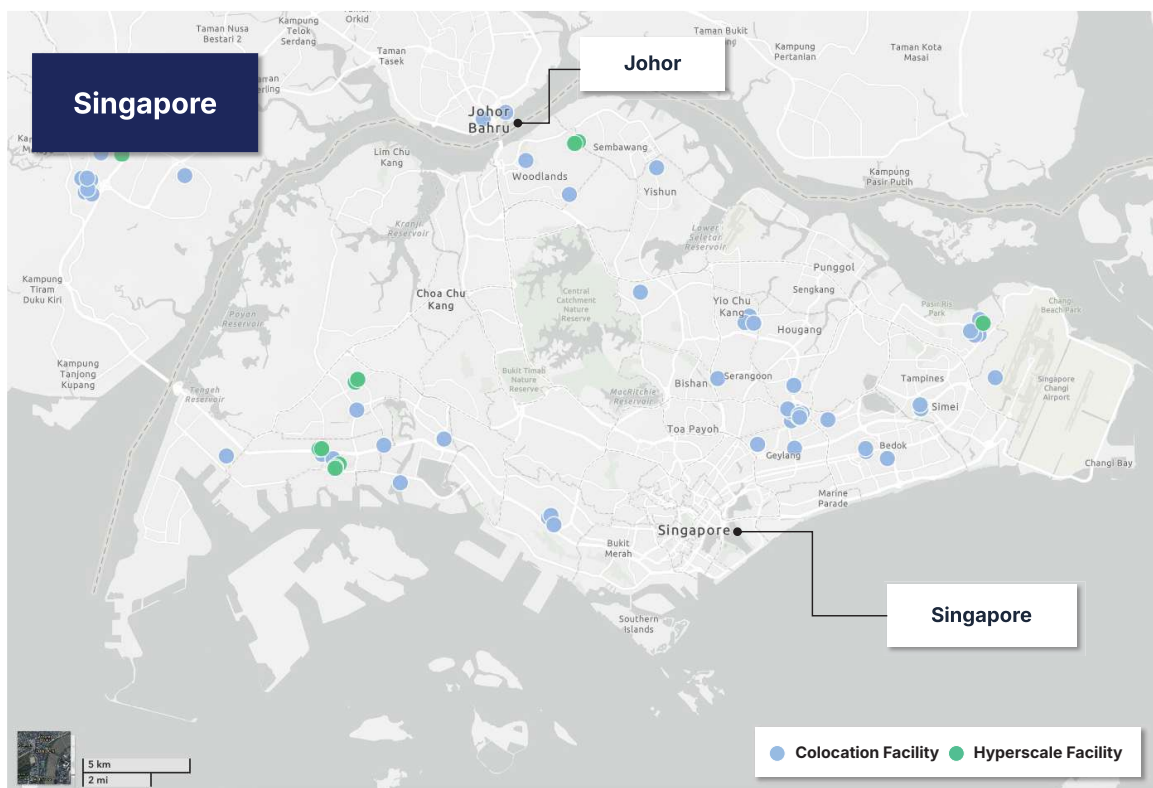 Kampung
Telok
Serdang
Orkid
Taman Nusa
Bestari 2
Taman
Tasek
Johor
Taman Bukit
Kampung
Pertanian
Taman Kota
Masai
Singapore
Johor
Bahru
Lim Chu
Kang
Sembawang
Woodlands
Yishun
Kampung
Pasir Putih
Kranji
Reservoir
Lower
Seletar
Reservoir
Punggol
Sengkang
Kampung
Tiram
Duku Kiri
Choa Chu
Kang
Central
Catchment
Nature
Reserve
Yio Chu
Kang
Hougang
Pasir Ris
Park
Changi
Beach Park
Poyan
Reservoir
Kampung
Tanjong
Kupang
Tengeh
Reservoir
Bukit Timah
Nature
Reserve
MacRitchie
Reservoir
Bishan
Serangoon
Tampines
Simei
Singapore
Changi
Airport
Toa Payoh
Geylang
Bedok
Changi Bay
Marine
Parade
Singapore
Bukit
Merah
Southern
Islands
Singapore
5 km
2 mi
Colocation Facility
Hyperscale Facility